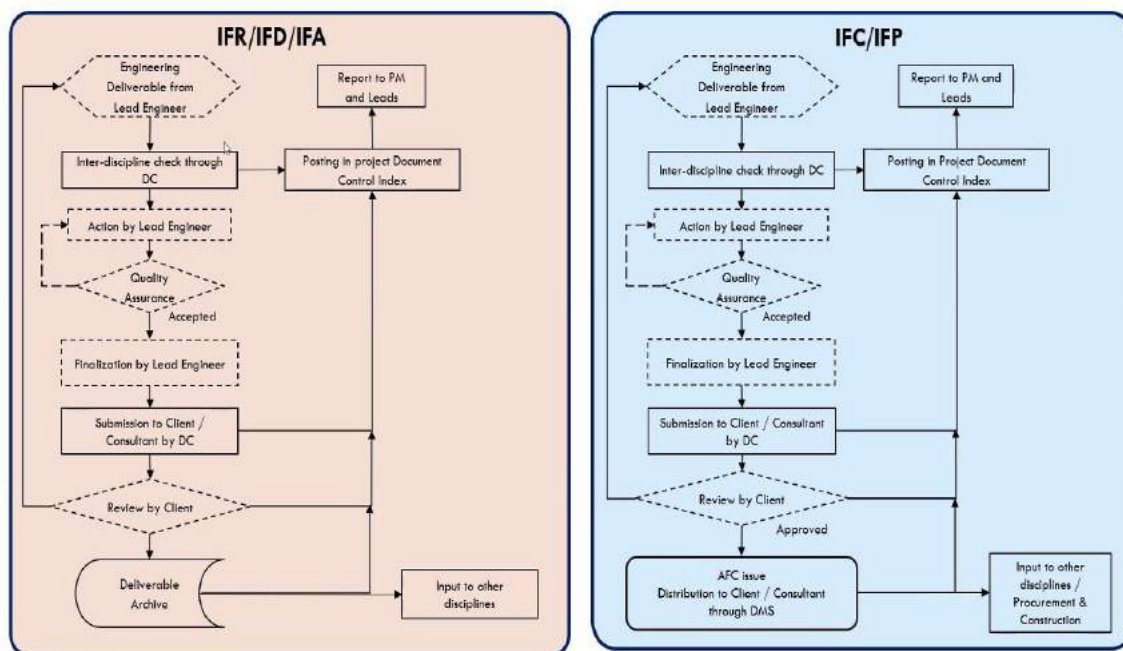 IFR/IFD/IFA
Engineering
Deliverable from
Lead Engineer
Report to PM
and Leads
Inter-discipline check through
DC
Posting in project Document
Control Index
Action by Lead Engineer
Quality
Assurance
Accepted
Finalization by Lead Engineer
Submission to Client /
Consultant by DC
Review by Client
Deliverable
Archive
Input to other
disciplines
IFC/IFP
Engineering
Deliverable from
Lead Engineer
Report to PM and
Leads
Inter-discipline check through DC
Posting in Project Document
Control Index
Action by Lead Engineer
Quality
Assurance
Accepted
Finalization by Lead Engineer
Submission to Client / Consultant
by DC
Review by Client
Approved
AFC issue
Distribution to Client / Consultant
through DMS
Input to other
disciplines /
Procurement &
Construction